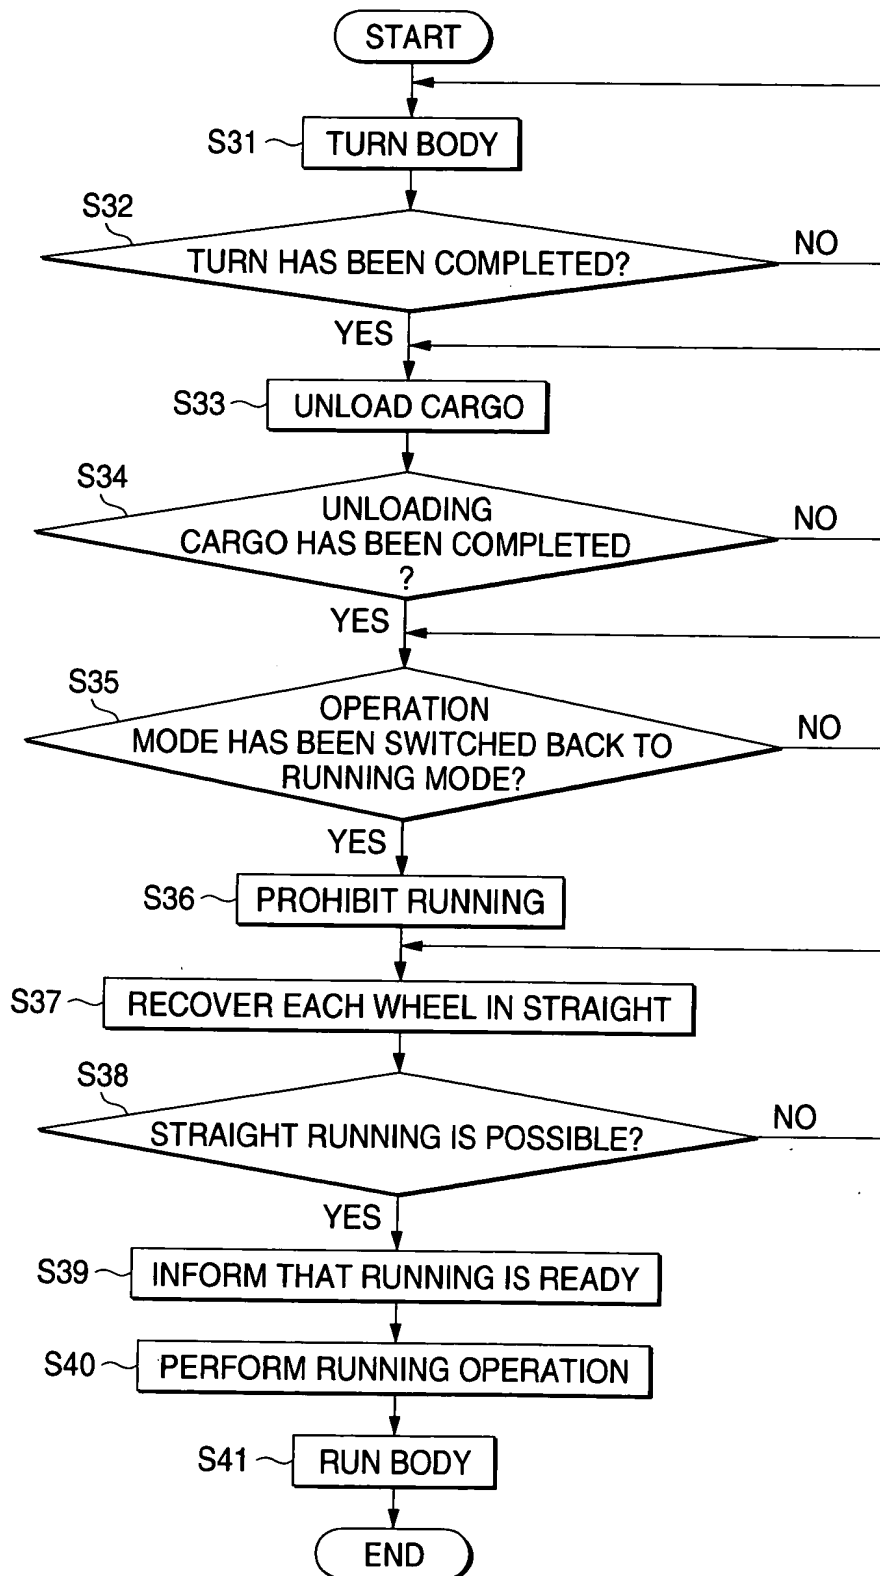 START
S31
TURN BODY
S32
TURN HAS BEEN COMPLETED?
NO
YES
S33
UNLOAD CARGO
S34
UNLOADING
CARGO HAS BEEN COMPLETED
?
NO
YES
S35
OPERATION
MODE HAS BEEN SWITCHED BACK TO
RUNNING MODE?
NO
YES
S36
PROHIBIT RUNNING
S37
RECOVER EACH WHEEL IN STRAIGHT
S38
STRAIGHT RUNNING IS POSSIBLE?
NO
YES
S39
INFORM THAT RUNNING IS READY
S40
PERFORM RUNNING OPERATION
S41
RUN BODY
END